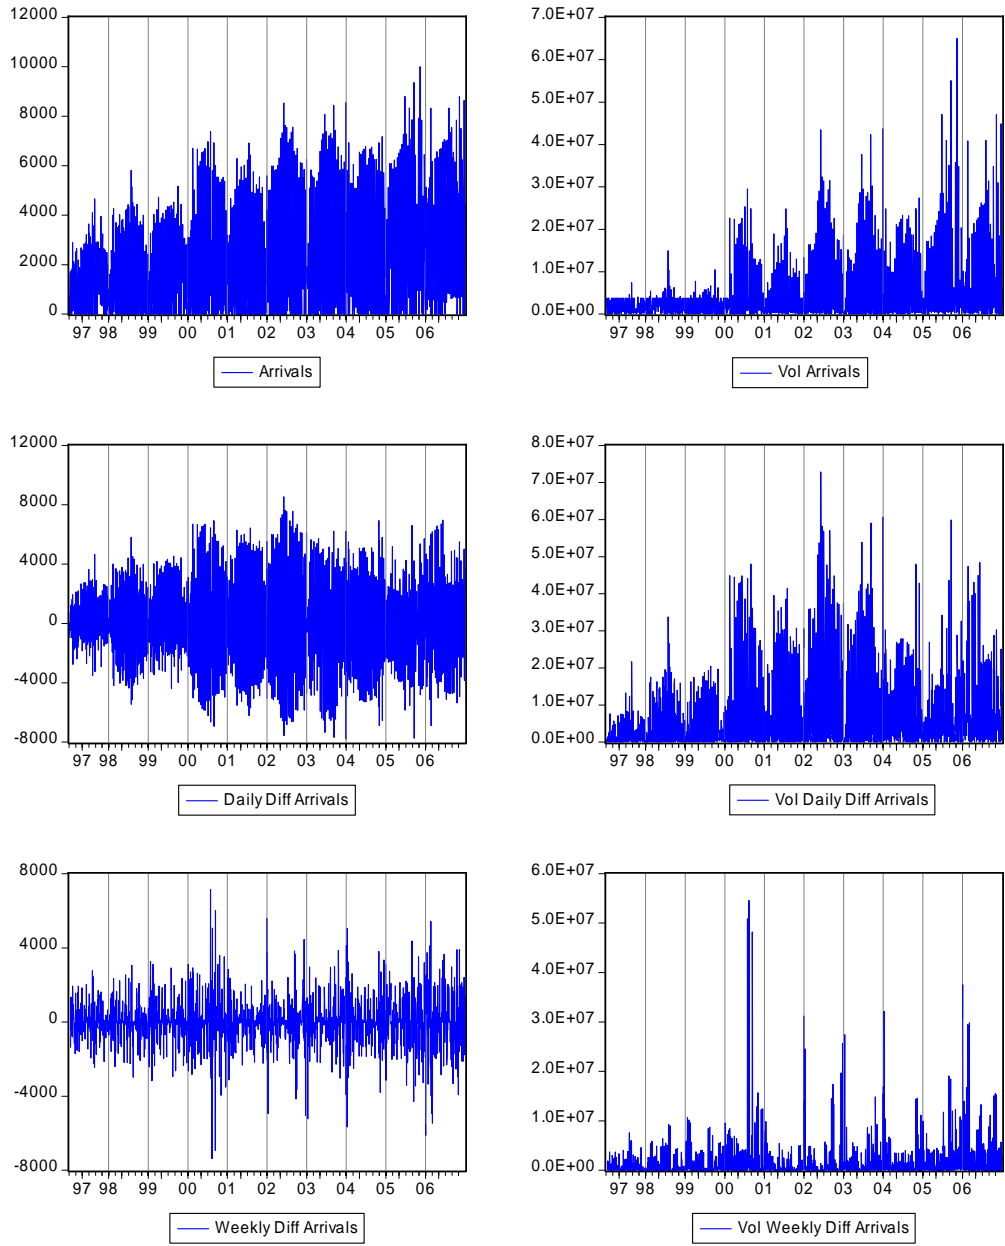 12000
10000
8000
6000
4000
2000
0
97 98 99 00 01 02 03 04 05 06
Arrivals
7.0E+07
6.0E+07
5.0E+07
4.0E+07
3.0E+07
2.0E+07
1.0E+07
0.0E+00
97 98 99 00 01 02 03 04 05 06
Vol Arrivals
12000
8000
4000
0
-4000
-8000
97 98 99 00 01 02 03 04 05 06
Daily Diff Arrivals
8.0E+07
7.0E+07
6.0E+07
5.0E+07
4.0E+07
3.0E+07
2.0E+07
1.0E+07
0.0E+00
97 98 99 00 01 02 03 04 05 06
Vol Daily Diff Arrivals
8000
4000
0
-4000
-8000
97 98 99 00 01 02 03 04 05 06
Weekly Diff Arrivals
6.0E+07
5.0E+07
4.0E+07
3.0E+07
2.0E+07
1.0E+07
0.0E+00
97 98 99 00 01 02 03 04 05 06
Vol Weekly Diff Arrivals